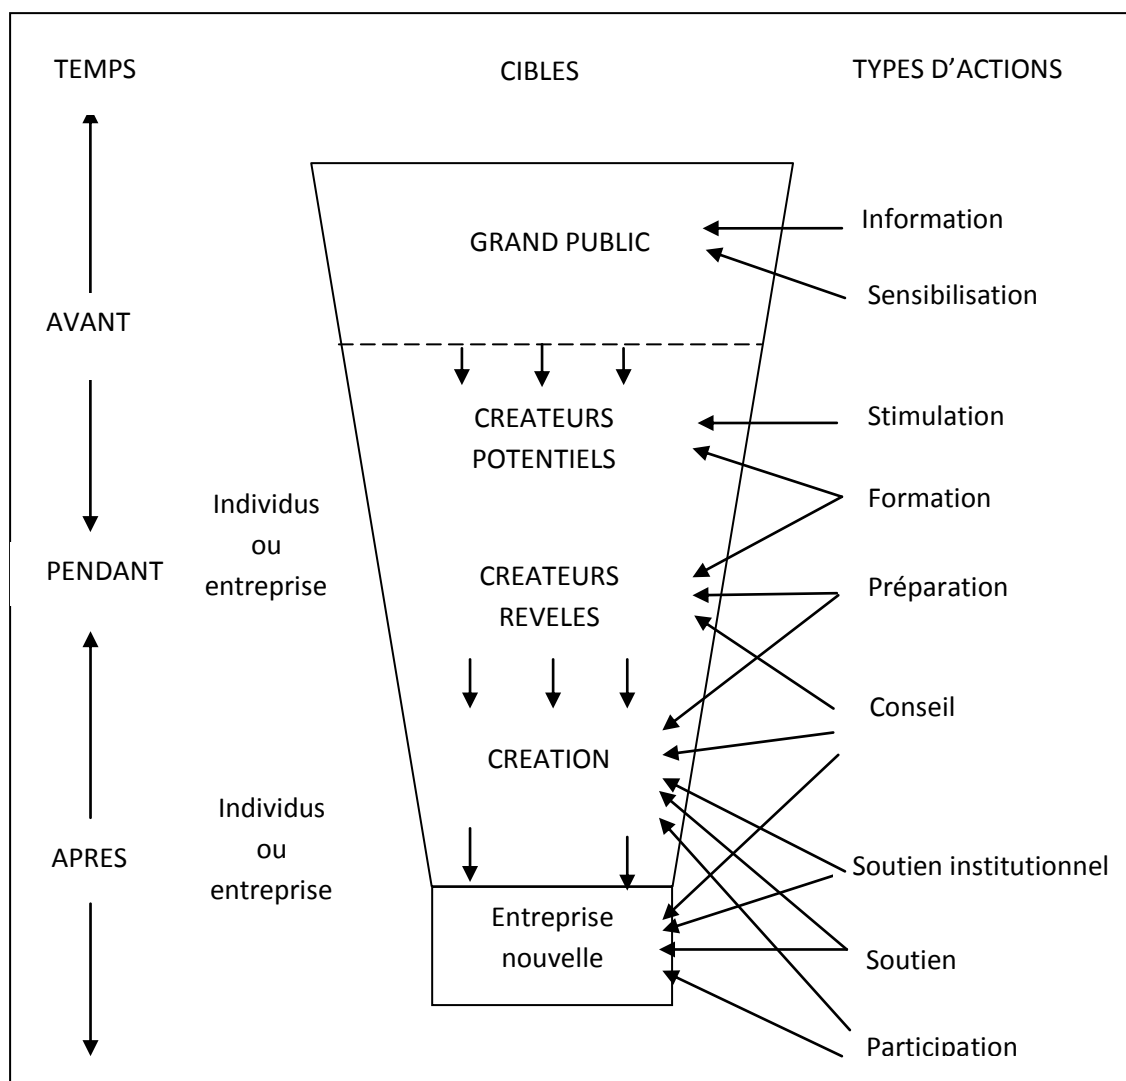 TEMPS
CIBLES
TYPES D'ACTIONS
GRAND PUBLIC
Information
Sensibilisation
AVANT
CREATEURS
POTENTIELS
Stimulation
Formation
Individus
ou
entreprise
PENDANT
CREATEURS
REVELES
Préparation
Conseil
CREATION
Individus
ou
entreprise
APRES
Soutien institutionnel
Entreprise
nouvelle
Soutien
Participation